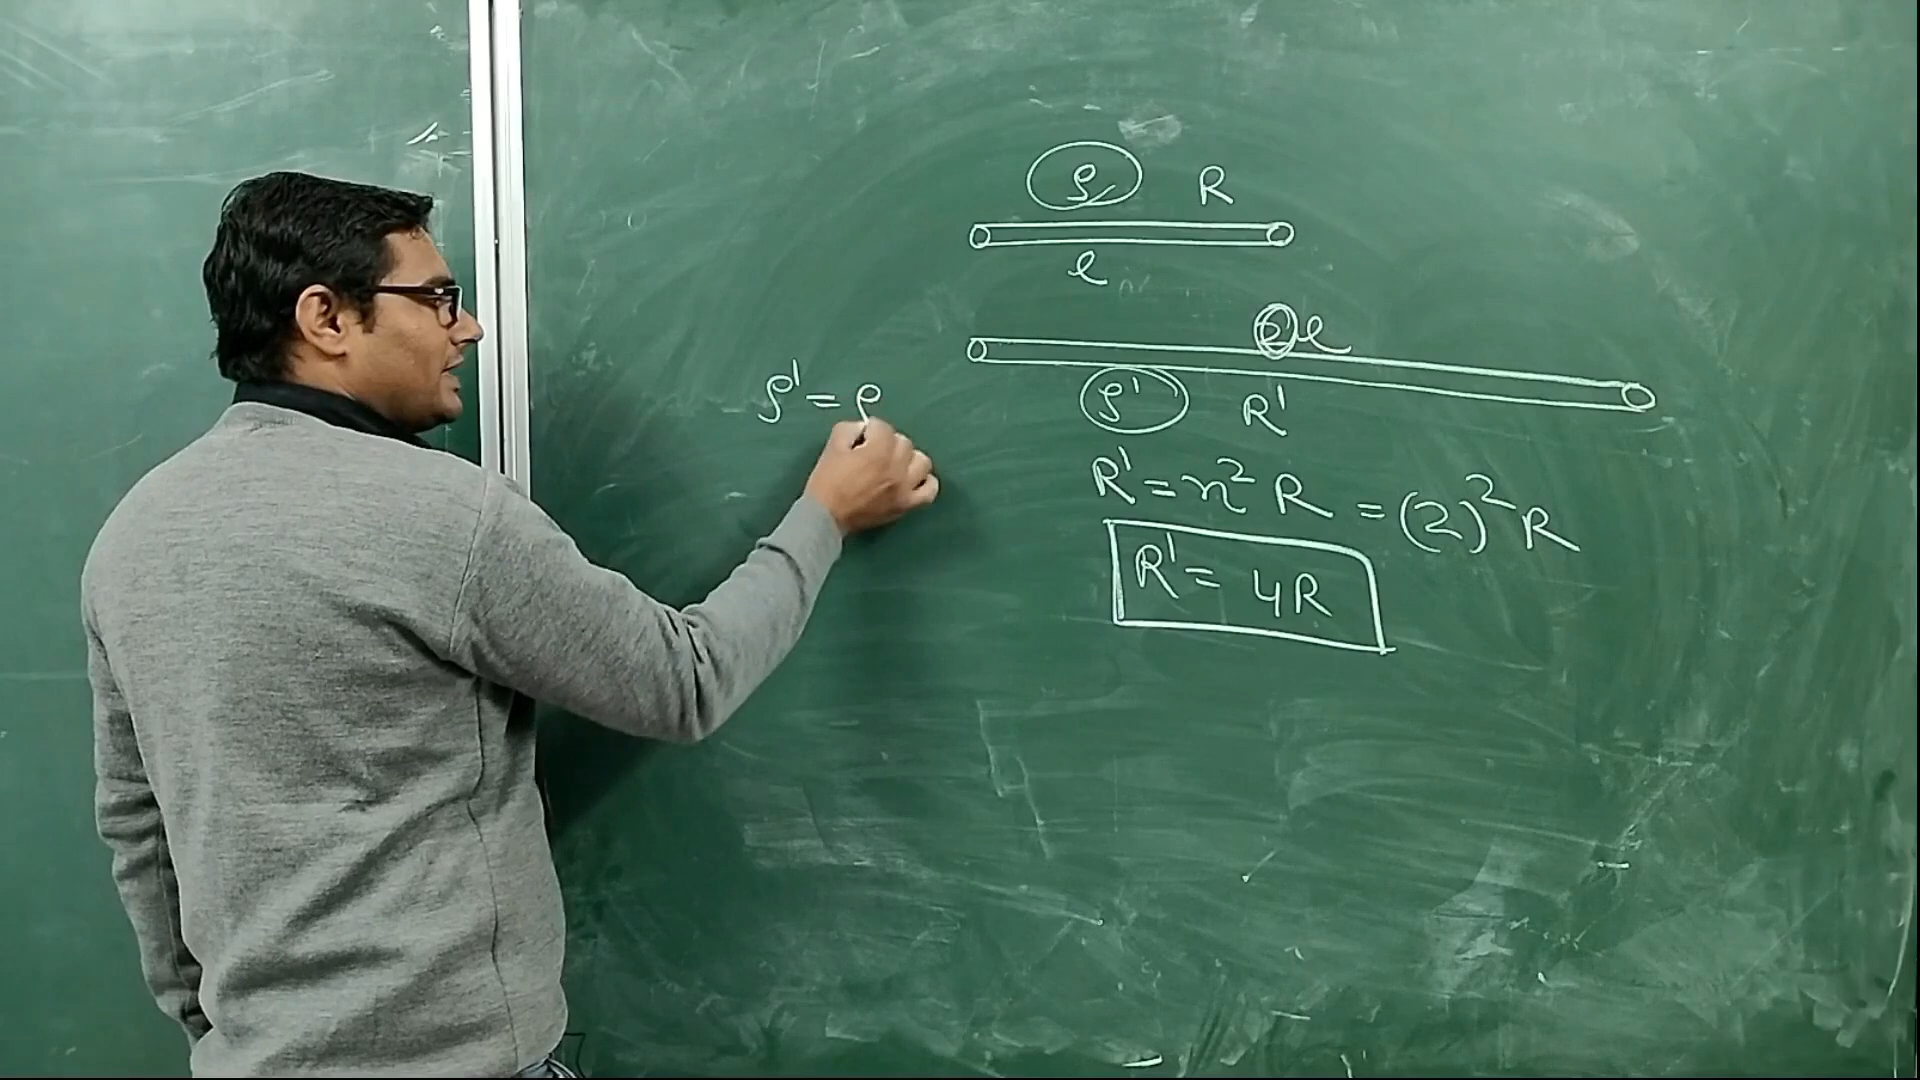 ρ R
l
2l
ρ' = ρ
ρ' R'
R' = n² R = (2)² R
R' = 4R